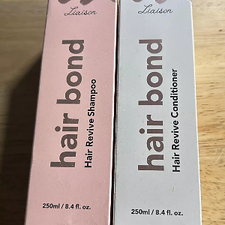 Liaison
hair bond
Hair Revive Shampoo
250ml / 8.4 fl. oz.
Liaison
hair bond
Hair Revive Conditioner
250ml / 8.4 fl. oz.